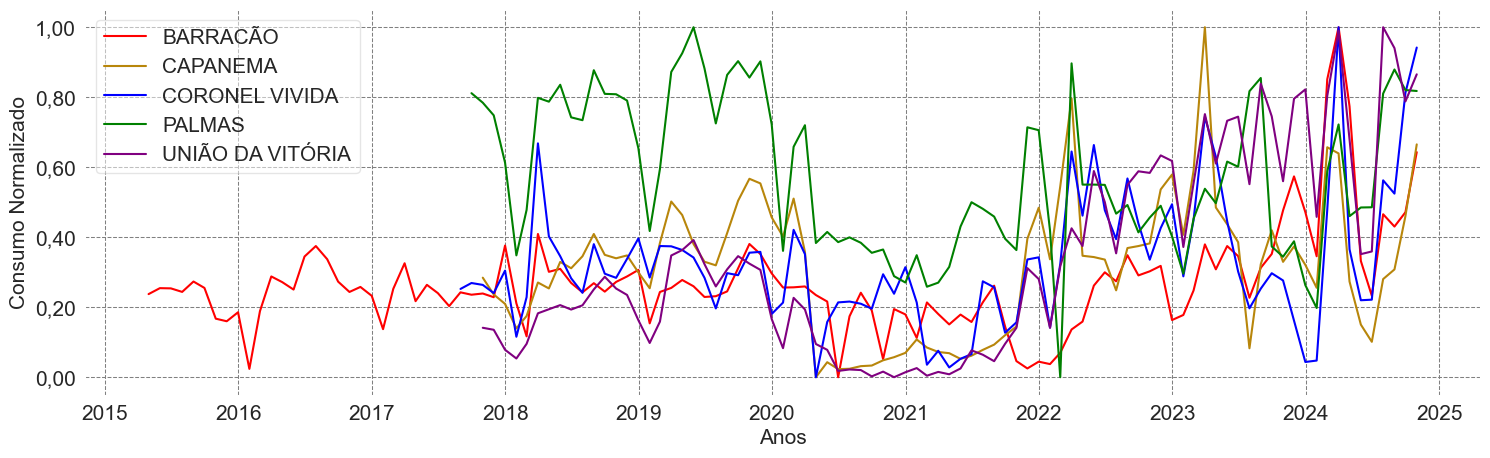 1,00
0,80
0,60
0,40
0,20
0,00
Consumo Normalizado
BARRACÃO
CAPANEMA
CORONEL VIVIDA
PALMAS
UNIÃO DA VITÓRIA
2015 2016 2017 2018 2019 2020 2021 2022 2023 2024 2025
Anos